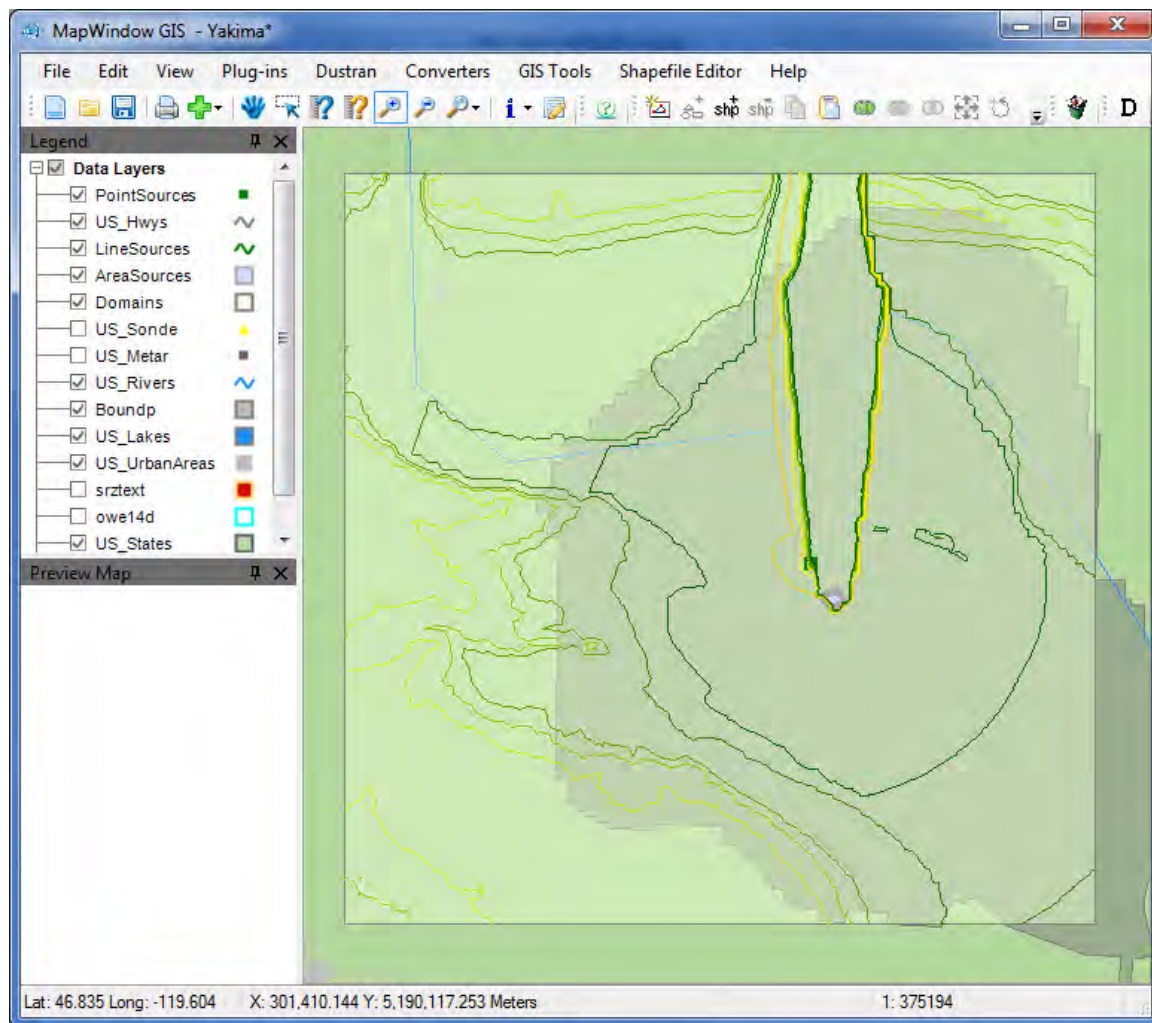 MapWindow GIS - Yakima*
File Edit View Plug-ins Dustran Converters GIS Tools Shapefile Editor Help
shp shp D
Legend
Data Layers
PointSources
US_Hwys
LineSources
AreaSources
Domains
US_Sonde
US_Metar
US_Rivers
Boundp
US_Lakes
US_UrbanAreas
srztext
owe14d
US_States
Preview Map
Lat: 46.835 Long: -119.604 X: 301,410.144 Y: 5,190,117.253 Meters 1: 375194